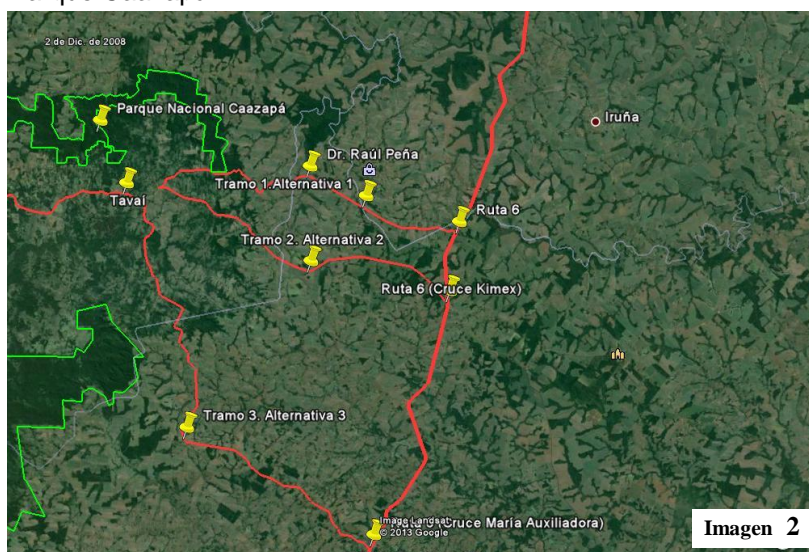 2 de Dic. de 2008
Parque Nacional Caazapá
Iruña
Dr. Raúl Peña
Tavaí
Tramo 1.Alternativa 1
Ruta 6
Tramo 2. Alternativa 2
Ruta 6 (Cruce Kimex)
Tramo 3. Alternativa 3
(Cruce María Auxiliadora)
Image Landsat
© 2013 Google
Imagen 2